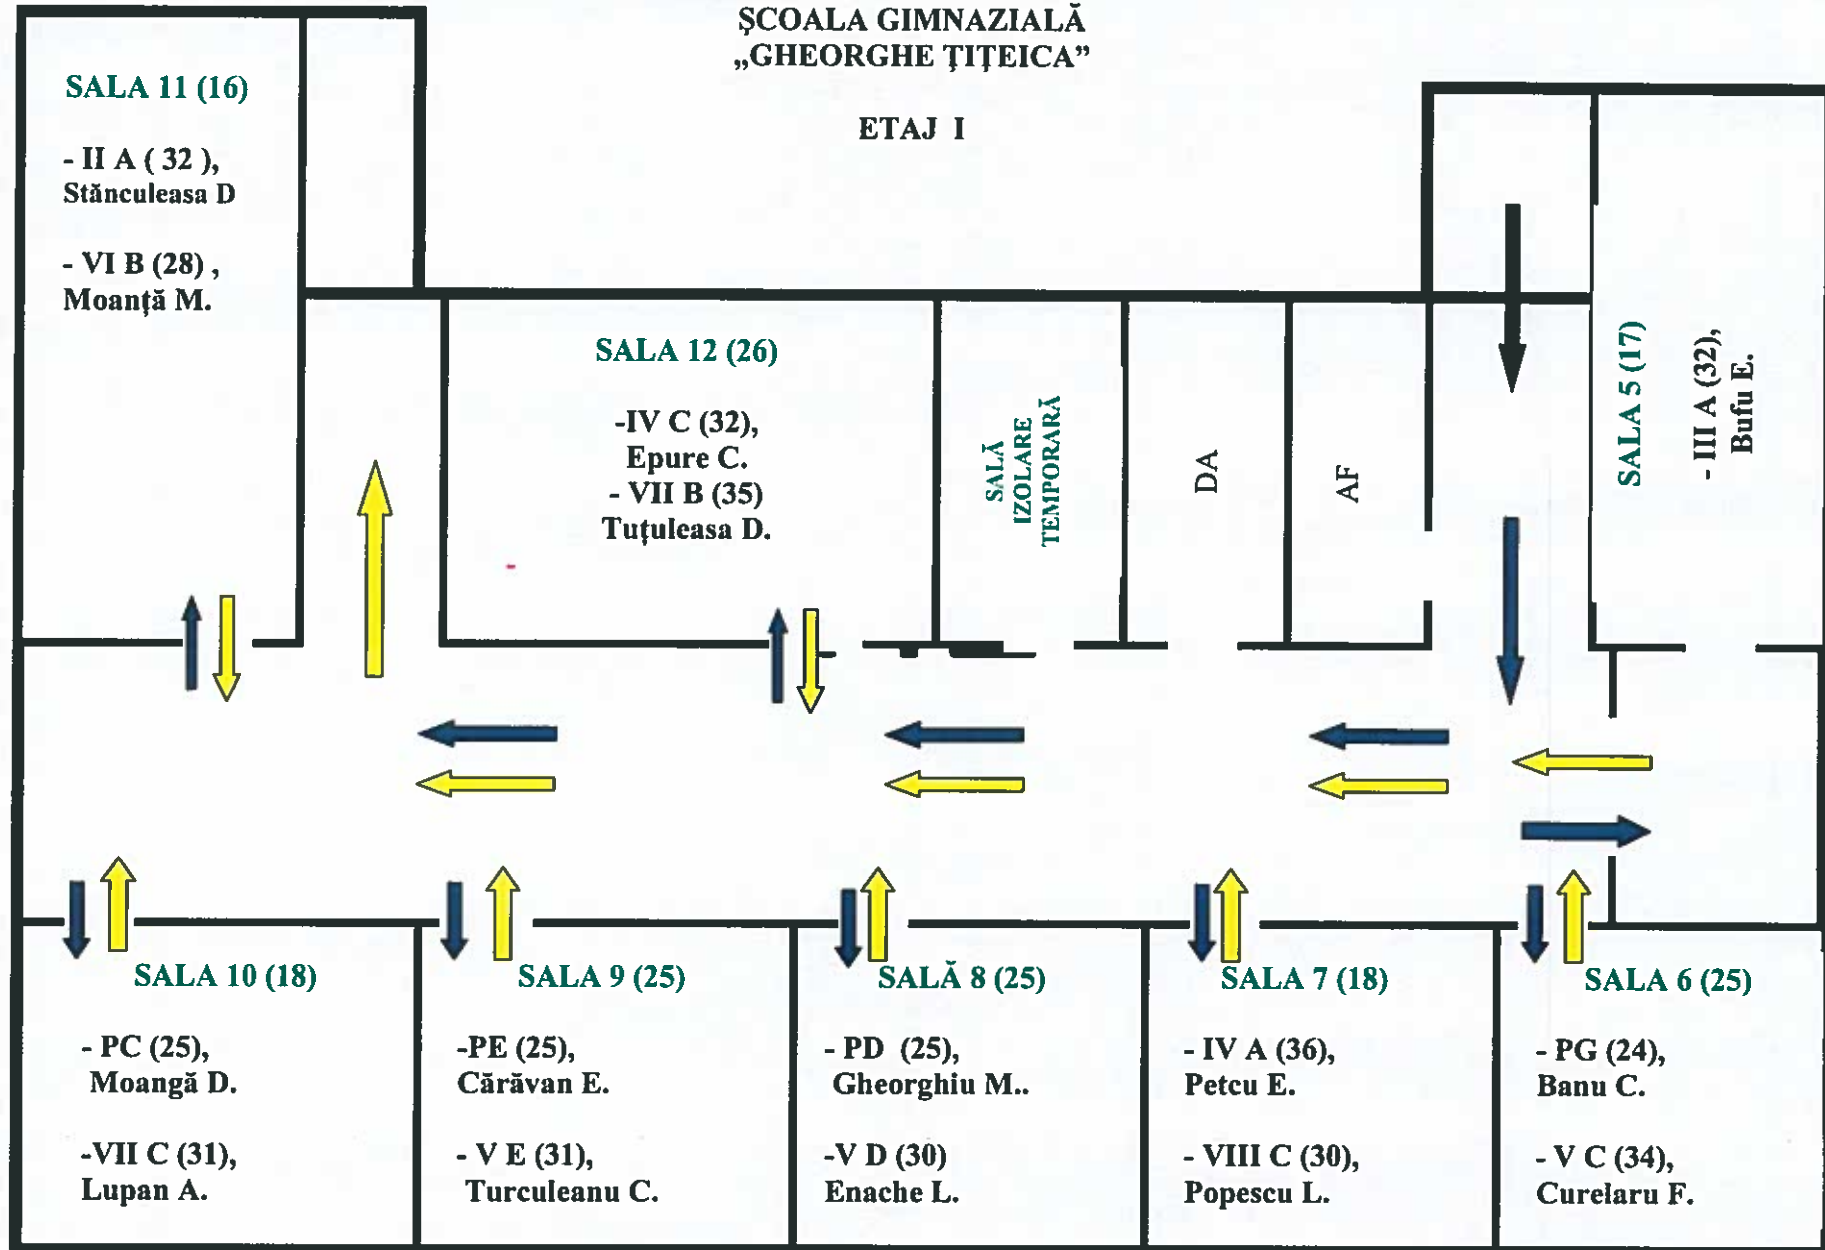 ŞCOALA GIMNAZIALĂ
„GHEORGHE ŢIŢEICA”
ETAJ I
SALA 11 (16)
- II A ( 32 ),
Stănculeasa D
- VI B (28) ,
Moanţă M.
SALA 12 (26)
-IV C (32),
Epure C.
- VII B (35)
Tuţuleasa D.
SALĂ
IZOLARE
TEMPORARĂ
DA
AF
SALA 5 (17)
- III A (32),
Bufu E.
SALA 10 (18)
- PC (25),
Moangă D.
-VII C (31),
Lupan A.
SALA 9 (25)
-PE (25),
Cărăvan E.
- V E (31),
Turculeanu C.
SALĂ 8 (25)
- PD (25),
Gheorghiu M..
-V D (30)
Enache L.
SALA 7 (18)
- IV A (36),
Petcu E.
- VIII C (30),
Popescu L.
SALA 6 (25)
- PG (24),
Banu C.
- V C (34),
Curelaru F.